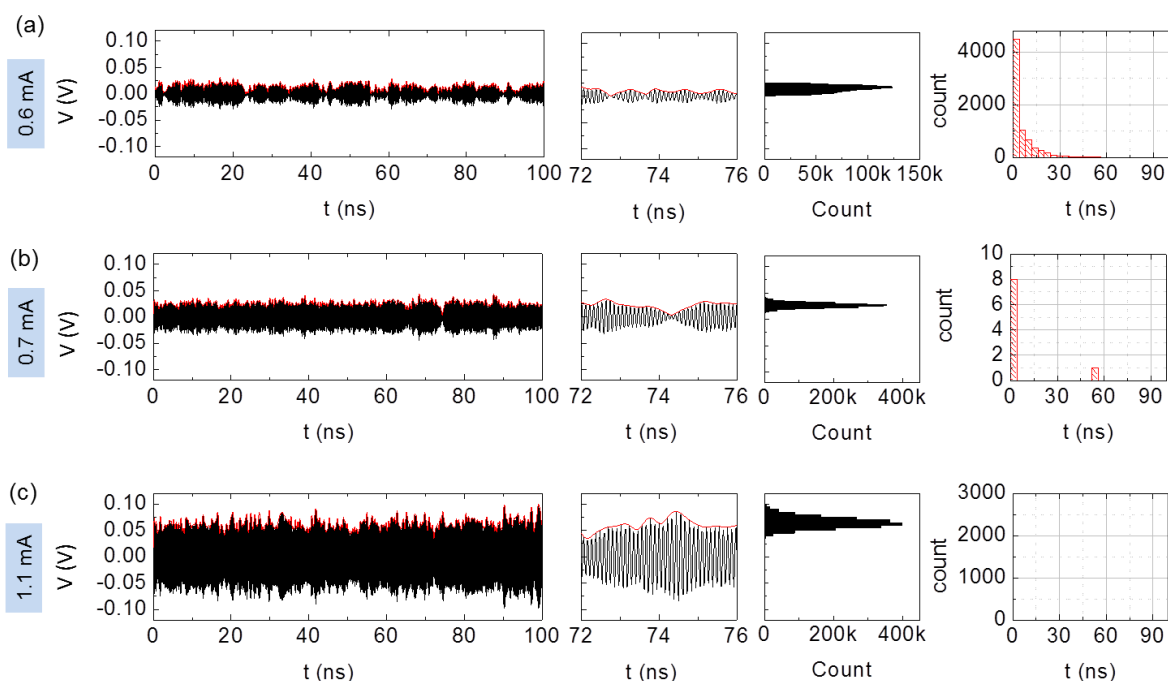 (a)
0.6 mA
V (V)
0.10
0.05
0.00
-0.05
-0.10
0 20 40 60 80 100
t (ns)
72 74 76
t (ns)
0 50k 100k 150k
Count
count
4000
2000
0
0 30 60 90
t (ns)
(b)
0.7 mA
V (V)
0.10
0.05
0.00
-0.05
-0.10
0 20 40 60 80 100
t (ns)
72 74 76
t (ns)
0 200k 400k
Count
count
10
8
6
4
2
0
0 30 60 90
t (ns)
(c)
1.1 mA
V (V)
0.10
0.05
0.00
-0.05
-0.10
0 20 40 60 80 100
t (ns)
72 74 76
t (ns)
0 200k 400k
Count
count
3000
2000
1000
0
0 30 60 90
t (ns)